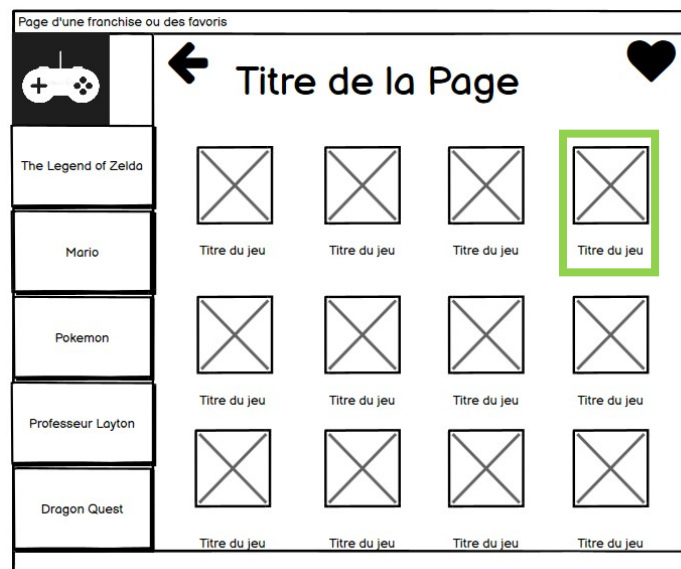 Page d'une franchise ou des favoris
Titre de la Page
The Legend of Zelda
Mario
Pokemon
Professeur Layton
Dragon Quest
Titre du jeu
Titre du jeu
Titre du jeu
Titre du jeu
Titre du jeu
Titre du jeu
Titre du jeu
Titre du jeu
Titre du jeu
Titre du jeu
Titre du jeu
Titre du jeu